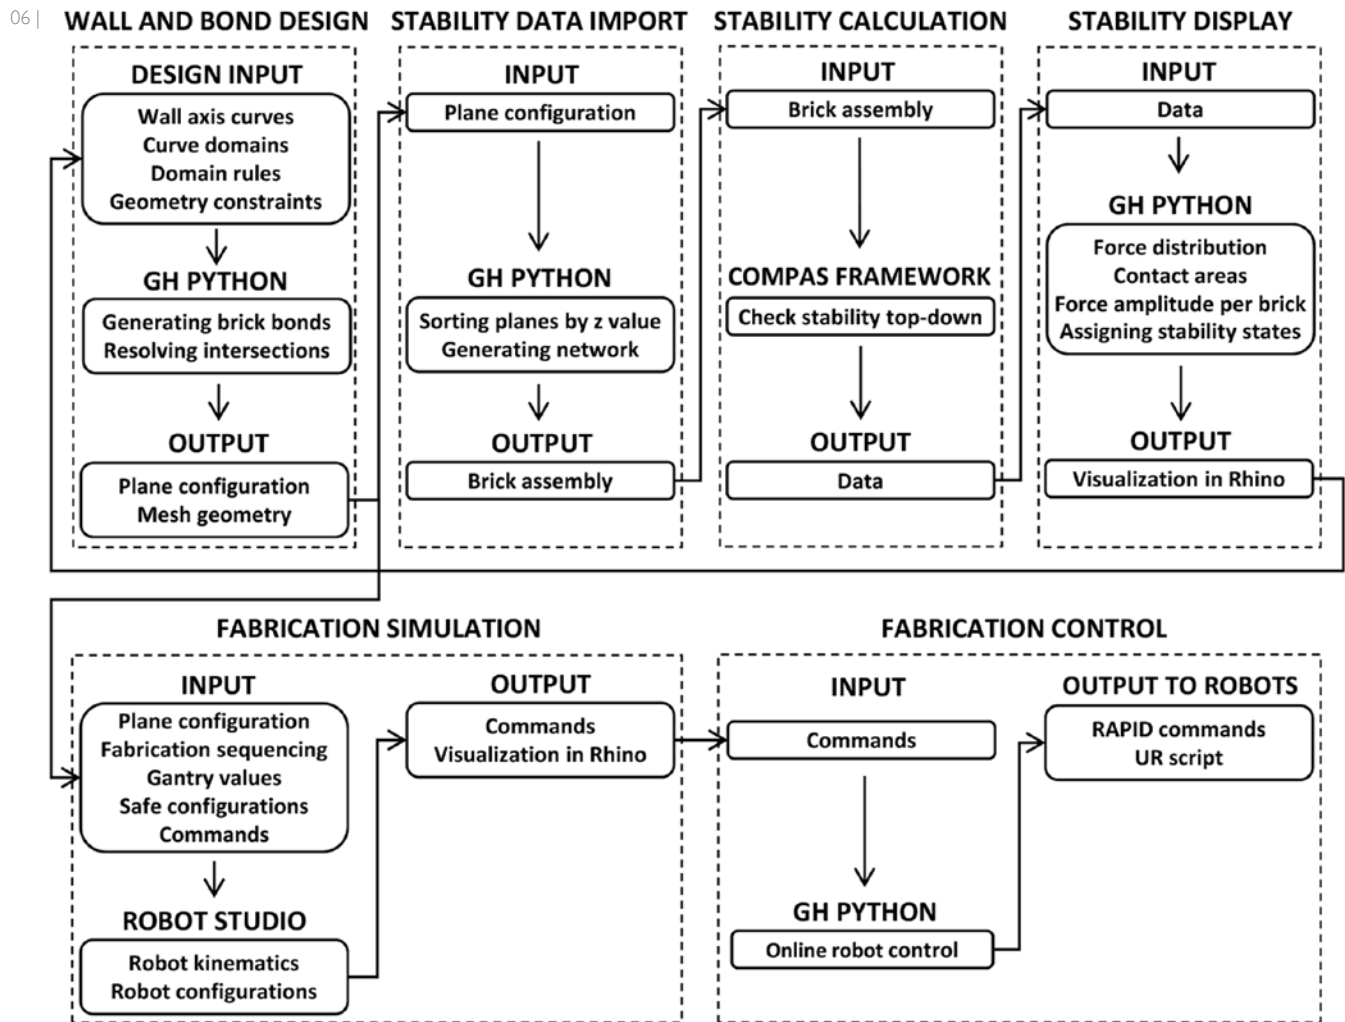 06 |
WALL AND BOND DESIGN
DESIGN INPUT
Wall axis curves
Curve domains
Domain rules
Geometry constraints
GH PYTHON
Generating brick bonds
Resolving intersections
OUTPUT
Plane configuration
Mesh geometry
STABILITY DATA IMPORT
INPUT
Plane configuration
GH PYTHON
Sorting planes by z value
Generating network
OUTPUT
Brick assembly
STABILITY CALCULATION
INPUT
Brick assembly
COMPAS FRAMEWORK
Check stability top-down
OUTPUT
Data
STABILITY DISPLAY
INPUT
Data
GH PYTHON
Force distribution
Contact areas
Force amplitude per brick
Assigning stability states
OUTPUT
Visualization in Rhino
FABRICATION SIMULATION
INPUT
Plane configuration
Fabrication sequencing
Gantry values
Safe configurations
Commands
ROBOT STUDIO
Robot kinematics
Robot configurations
OUTPUT
Commands
Visualization in Rhino
FABRICATION CONTROL
INPUT
Commands
GH PYTHON
Online robot control
OUTPUT TO ROBOTS
RAPID commands
UR script